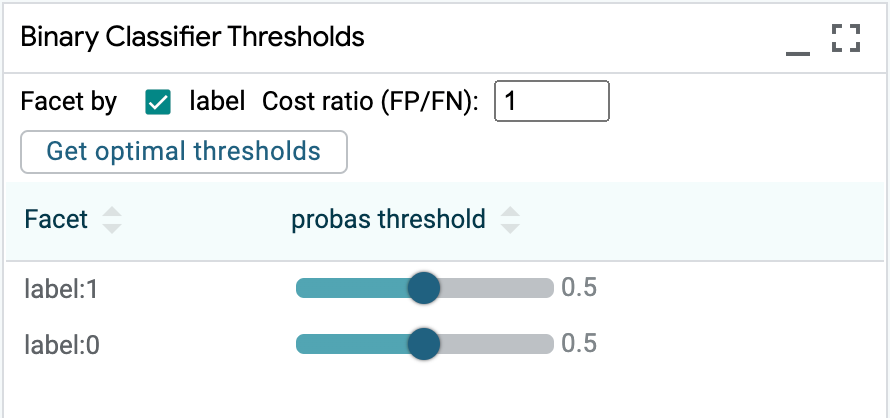 Binary Classifier Thresholds
Facet by label Cost ratio (FP/FN): 1
Get optimal thresholds
Facet probas threshold
label:1 0.5
label:0 0.5